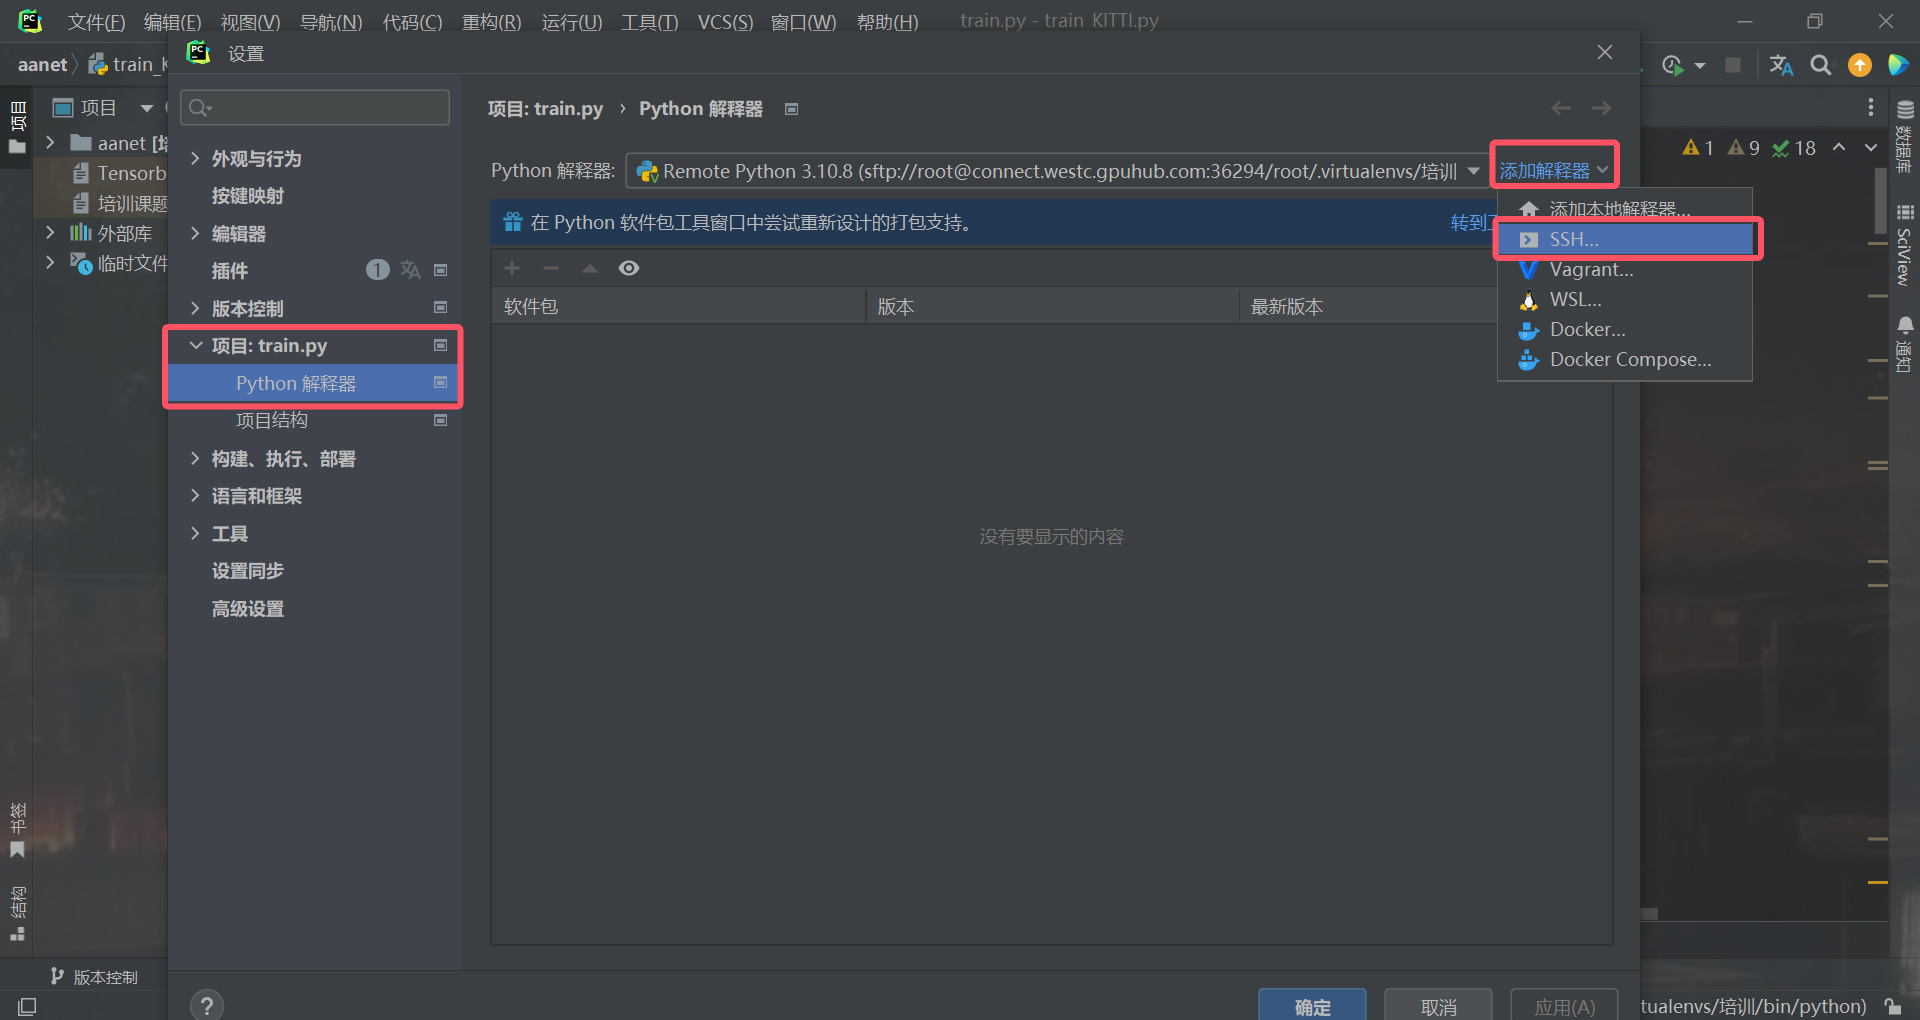 文件(F) 编辑(E) 视图(V) 导航(N) 代码(C) 重构(R) 运行(U) 工具(T) VCS(S) 窗口(W) 帮助(H) train.py - train_KITTI.py
设置
aanet train_K
项目
aanet [培
Tensorb
培训课题
外部库
临时文件
项目
书签
结构
外观与行为
按键映射
编辑器
插件 1
版本控制
项目: train.py
Python 解释器
项目结构
构建、执行、部署
语言和框架
工具
设置同步
高级设置
项目: train.py › Python 解释器
Python 解释器: Remote Python 3.10.8 (sftp://root@connect.westc.gpuhub.com:36294/root/.virtualenvs/培训 添加解释器
在 Python 软件包工具窗口中尝试重新设计的打包支持。 转到工
软件包 版本 最新版本
没有要显示的内容
添加本地解释器...
SSH...
Vagrant...
WSL...
Docker...
Docker Compose...
1 9 18
数据库
SciView
通知
? 确定 取消 应用(A)
版本控制
tualenvs/培训/bin/python)